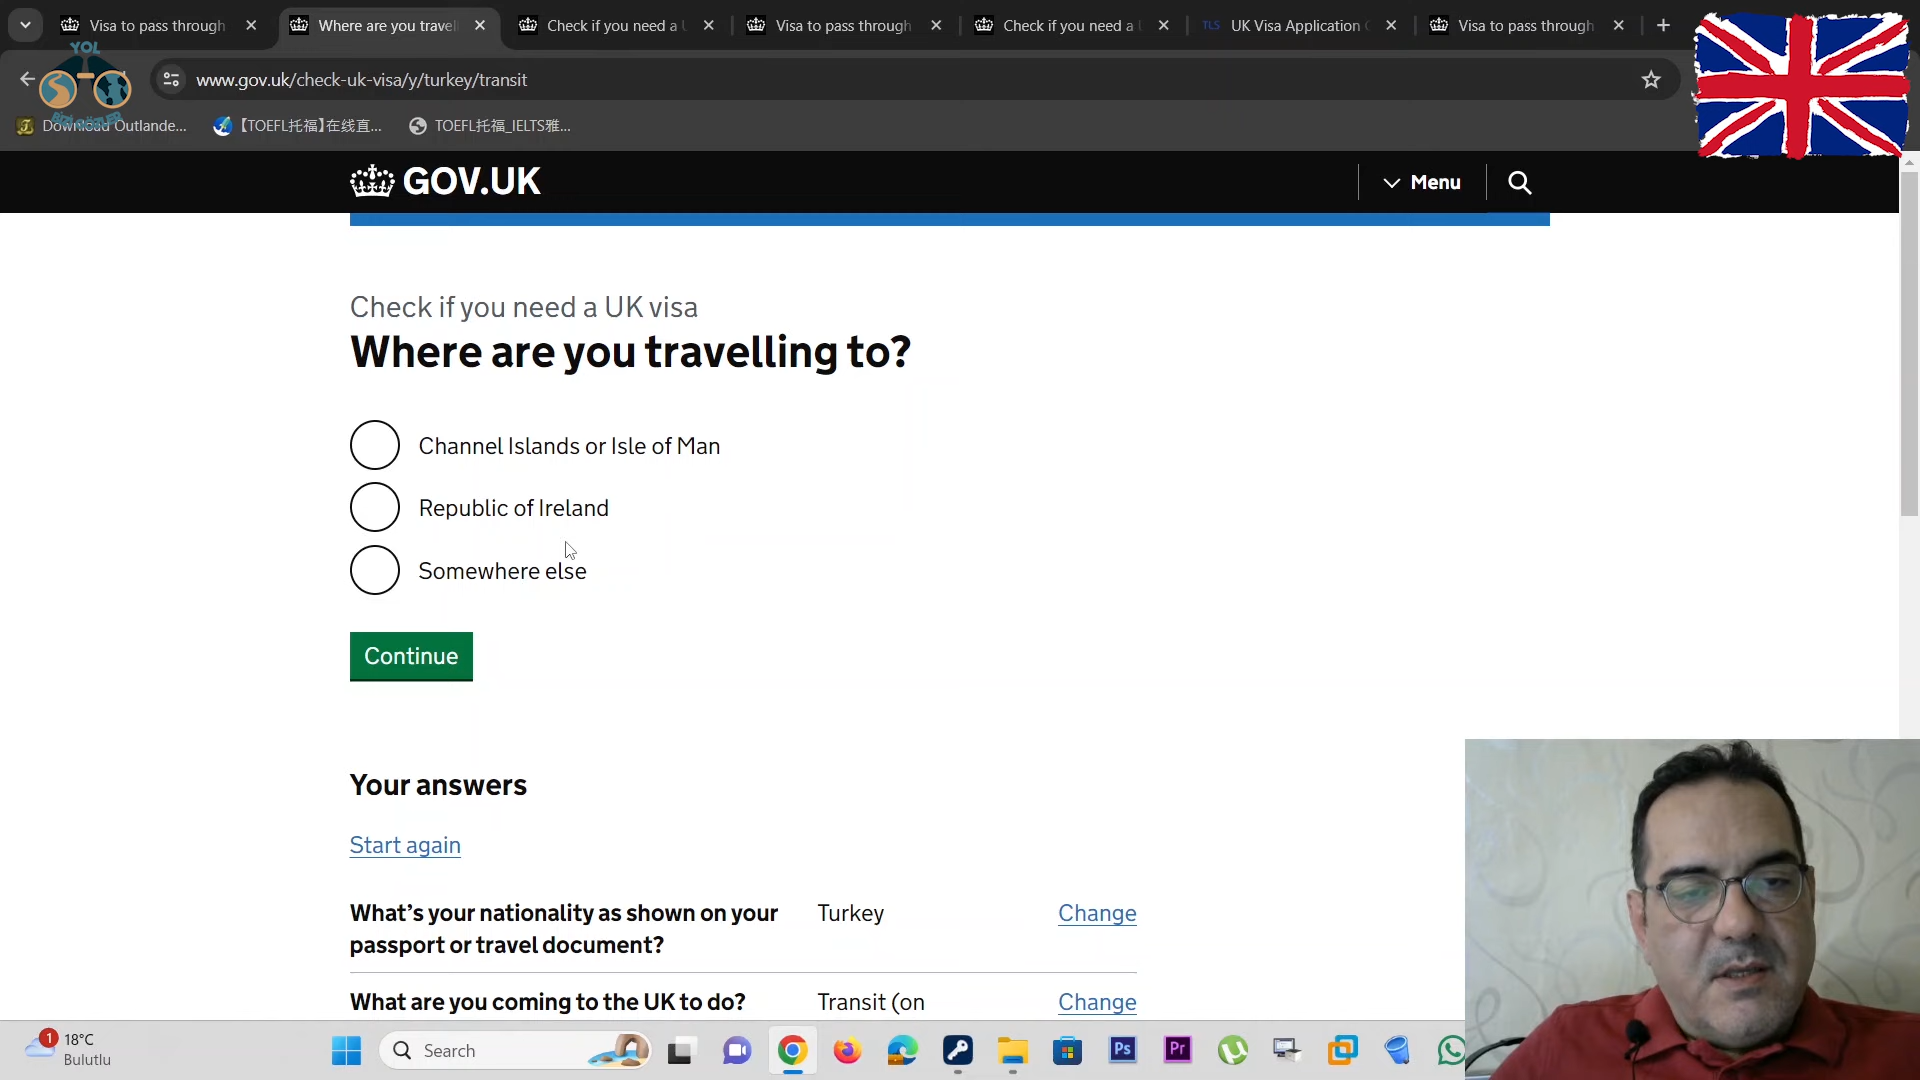 Visa to pass through
Where are you travell
Check if you need a U
Visa to pass through
Check if you need a
UK Visa Application
Visa to pass through
YOL
www.gov.uk/check-uk-visa/y/turkey/transit
Download Outlande...
【TOEFL托福】在线直...
TOEFL托福_IELTS雅...
GOV.UK
Menu
Check if you need a UK visa
Where are you travelling to?
Channel Islands or Isle of Man
Republic of Ireland
Somewhere else
Continue
Your answers
Start again
What's your nationality as shown on your
passport or travel document?
Turkey
Change
What are you coming to the UK to do?
Transit (on
Change
1
18°C
Bulutlu
Search
Ps
Pr